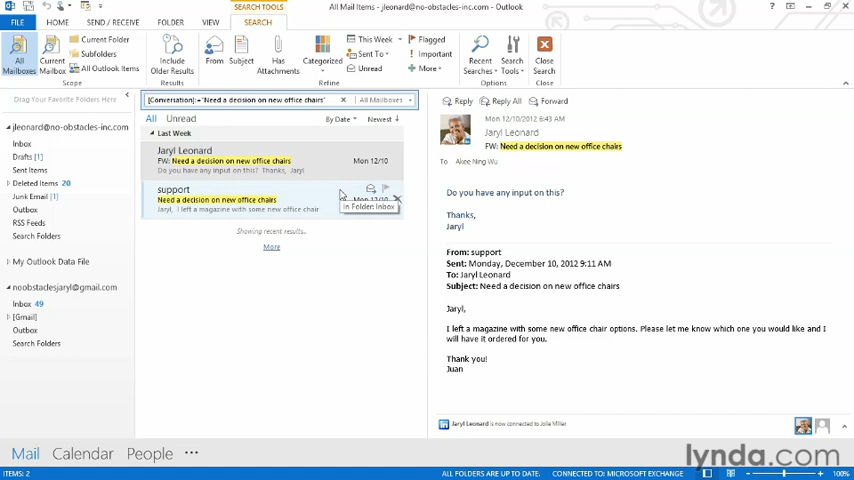 SEARCH TOOLS
All Mail Items - jleonard@no-obstacles-inc.com - Outlook
FILE HOME SEND / RECEIVE FOLDER VIEW SEARCH
All Mailboxes
Current Mailbox
Current Folder
Subfolders
All Outlook Items
Scope
Include Older Results
Results
From
Subject
Has Attachments
Categorized
This Week
Sent To
Unread
Flagged
Important
More
Refine
Recent Searches
Search Tools
Options
Close Search
Close
Drag Your Favorite Folders Here
jleonard@no-obstacles-inc.com
Inbox
Drafts [1]
Sent Items
Deleted Items 20
Junk Email [1]
Outbox
RSS Feeds
Search Folders
My Outlook Data File
noobstaclesjaryl@gmail.com
Inbox 49
[Gmail]
Outbox
Search Folders
[Conversation]:="Need a decision on new office chairs"
All Mailboxes
All Unread By Date Newest
Last Week
Jaryl Leonard
FW: Need a decision on new office chairs Mon 12/10
Do you have any input on this? Thanks, Jaryl
support
Need a decision on new office chairs Mon 12/10
Jaryl, I left a magazine with some new office chair
In Folder: Inbox
Showing recent results...
More
Reply Reply All Forward
Mon 12/10/2012 6:43 AM
Jaryl Leonard
FW: Need a decision on new office chairs
To Akee Ning Wu
Do you have any input on this?
Thanks,
Jaryl
From: support
Sent: Monday, December 10, 2012 9:11 AM
To: Jaryl Leonard
Subject: Need a decision on new office chairs
Jaryl,
I left a magazine with some new office chair options. Please let me know which one you would like and I
will have it ordered for you.
Thank you!
Juan
Jaryl Leonard is now connected to Jolie Miller
Mail Calendar People
lynda.com
ITEMS: 2
ALL FOLDERS ARE UP TO DATE. CONNECTED TO: MICROSOFT EXCHANGE
100%